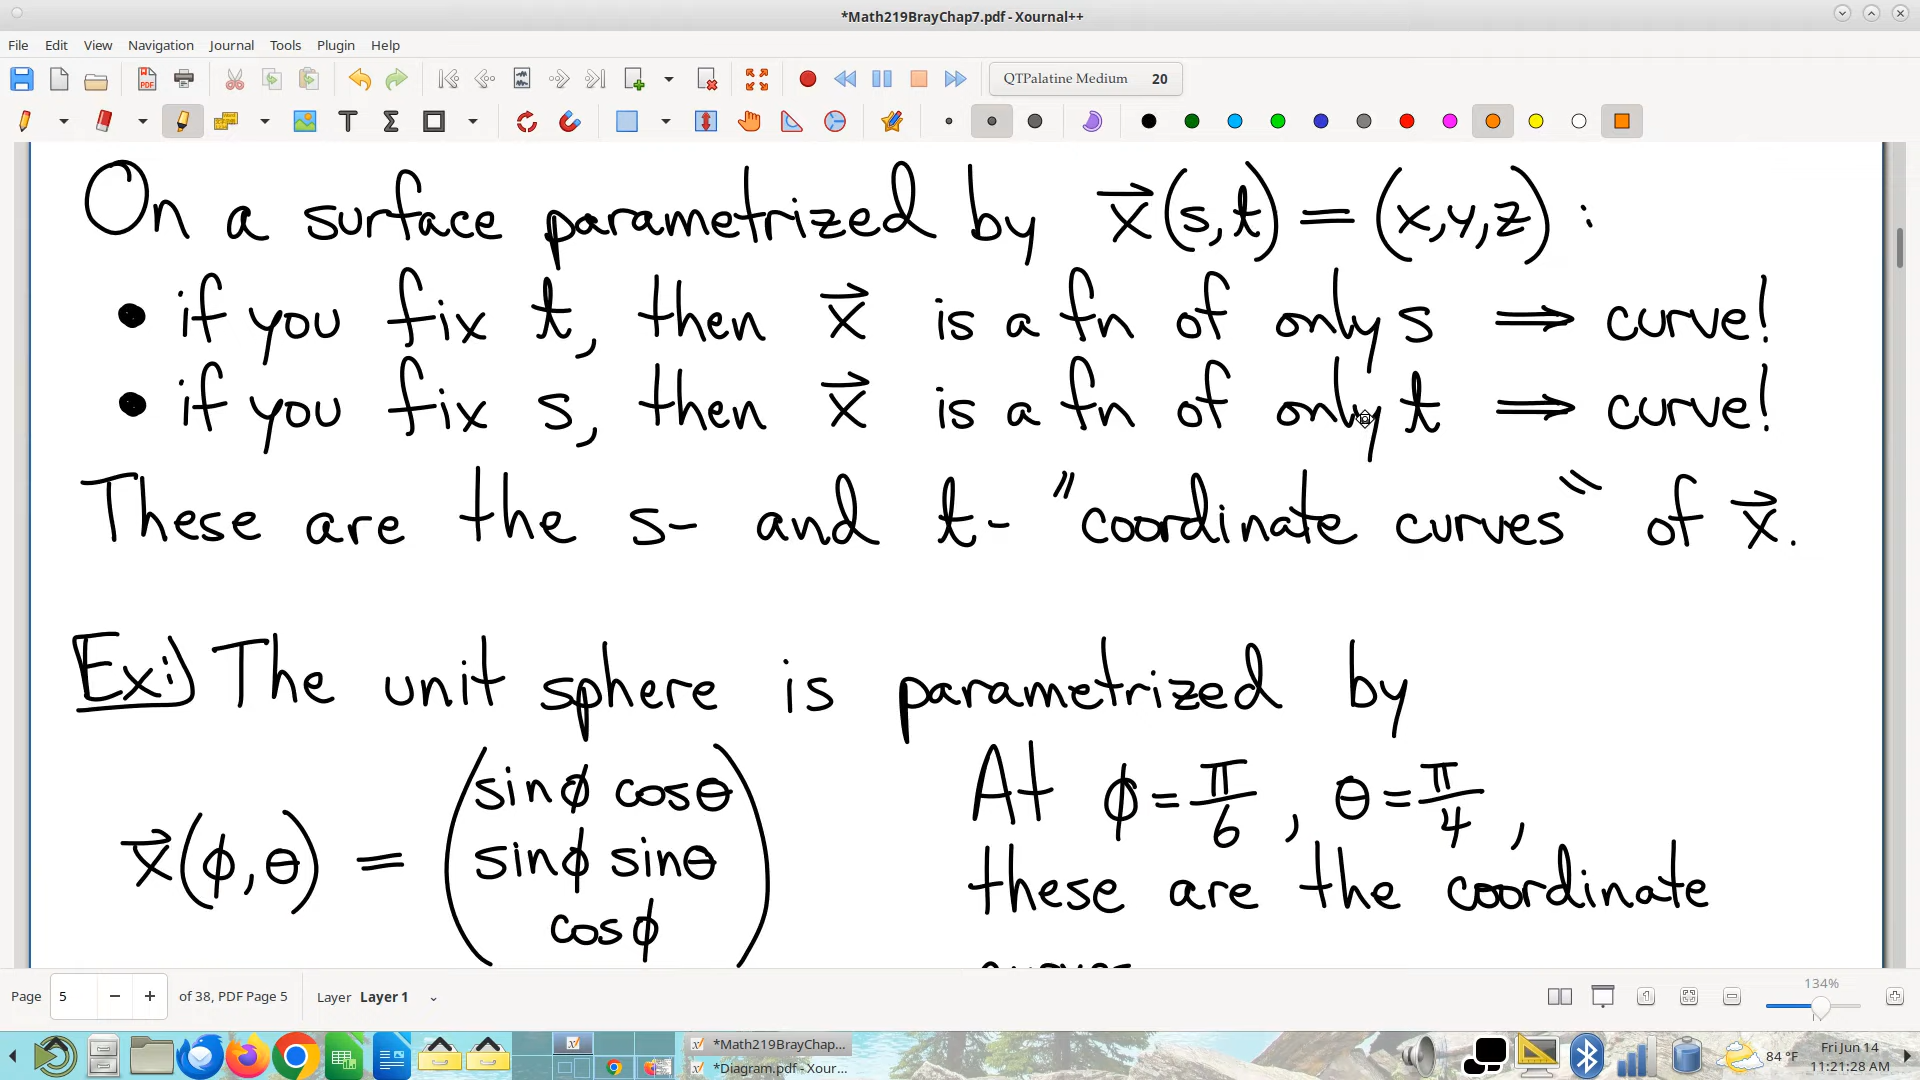 *Math219BrayChap7.pdf - Xournal++
File Edit View Navigation Journal Tools Plugin Help
QTPalatine Medium 20
On a surface parametrized by x⃗(s,t) = (x,y,z) :
• if you fix t, then x⃗ is a fn of only s ⟹ curve!
• if you fix s, then x⃗ is a fn of only t ⟹ curve!
These are the s- and t- "coordinate curves" of x⃗.
Ex: The unit sphere is parametrized by
x⃗(ϕ,θ) = (sinϕ cosθ
sinϕ sinθ
cosϕ)
At ϕ = π/6, θ = π/4,
these are the coordinate
Page 5 of 38, PDF Page 5 Layer Layer 1 134%
*Math219BrayChap...
*Diagram.pdf - Xour...
84 °F
Fri Jun 14
11:21:28 AM